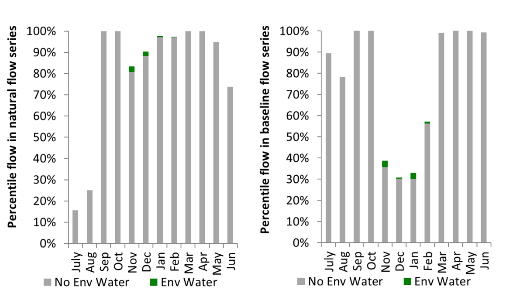 Percentile flow in natural flow series
100%
90%
80%
70%
60%
50%
40%
30%
20%
10%
0%
July
Aug
Sep
Oct
Nov
Dec
Jan
Feb
Mar
Apr
May
Jun
No Env Water
Env Water
Percentile flow in baseline flow series
100%
90%
80%
70%
60%
50%
40%
30%
20%
10%
0%
July
Aug
Sep
Oct
Nov
Dec
Jan
Feb
Mar
Apr
May
Jun
No Env Water
Env Water